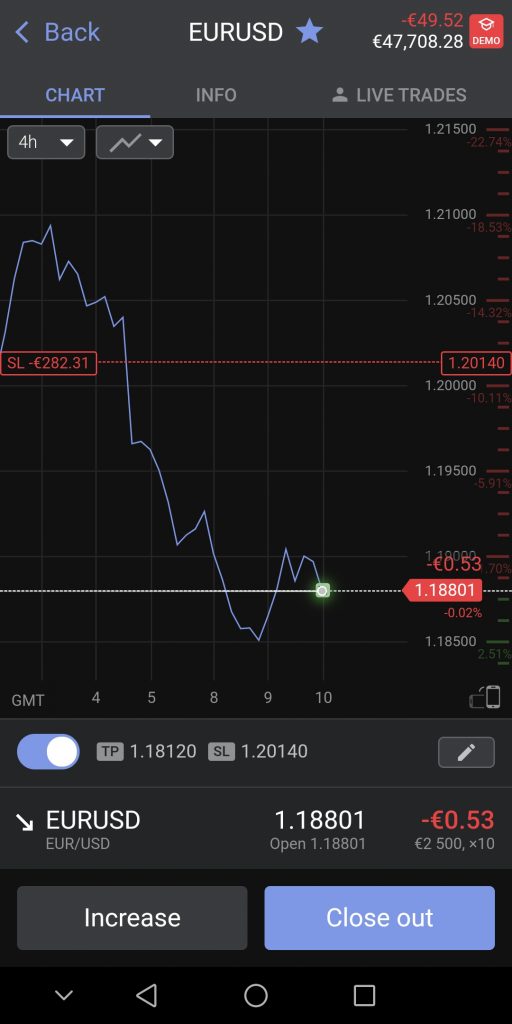 Back EURUSD -€49.52
€47,708.28 DEMO
CHART INFO LIVE TRADES
4h
1.21500
-22.74%
1.21000
-18.53%
1.20500
-14.32%
SL -€282.31 1.20140
1.20000
-10.11%
1.19500
-5.91%
1.19000
-€0.53 1.70%
1.18801
-0.02%
1.18500
2.51%
GMT 4 5 8 9 10
TP 1.18120 SL 1.20140
EURUSD 1.18801 -€0.53
EUR/USD Open 1.18801 €2 500, ×10
Increase Close out